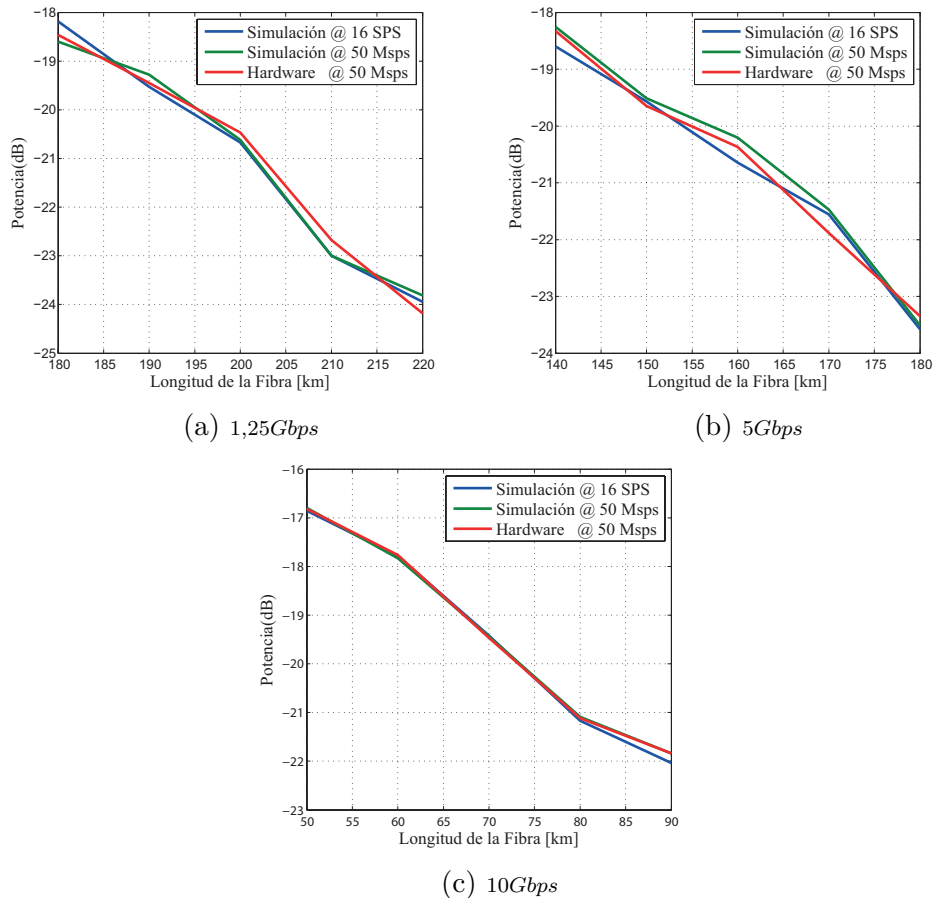 −18
−19
−20
−21
−22
−23
−24
−25
Potencia(dB)
Simulación @ 16 SPS
Simulación @ 50 Msps
Hardware @ 50 Msps
180 185 190 195 200 205 210 215 220
Longitud de la Fibra [km]
(a) 1,25Gbps
−18
−19
−20
−21
−22
−23
−24
Potencia(dB)
Simulación @ 16 SPS
Simulación @ 50 Msps
Hardware @ 50 Msps
140 145 150 155 160 165 170 175 180
Longitud de la Fibra [km]
(b) 5Gbps
−16
−17
−18
−19
−20
−21
−22
−23
Potencia(dB)
Simulación @ 16 SPS
Simulación @ 50 Msps
Hardware @ 50 Msps
50 55 60 65 70 75 80 85 90
Longitud de la Fibra [km]
(c) 10Gbps